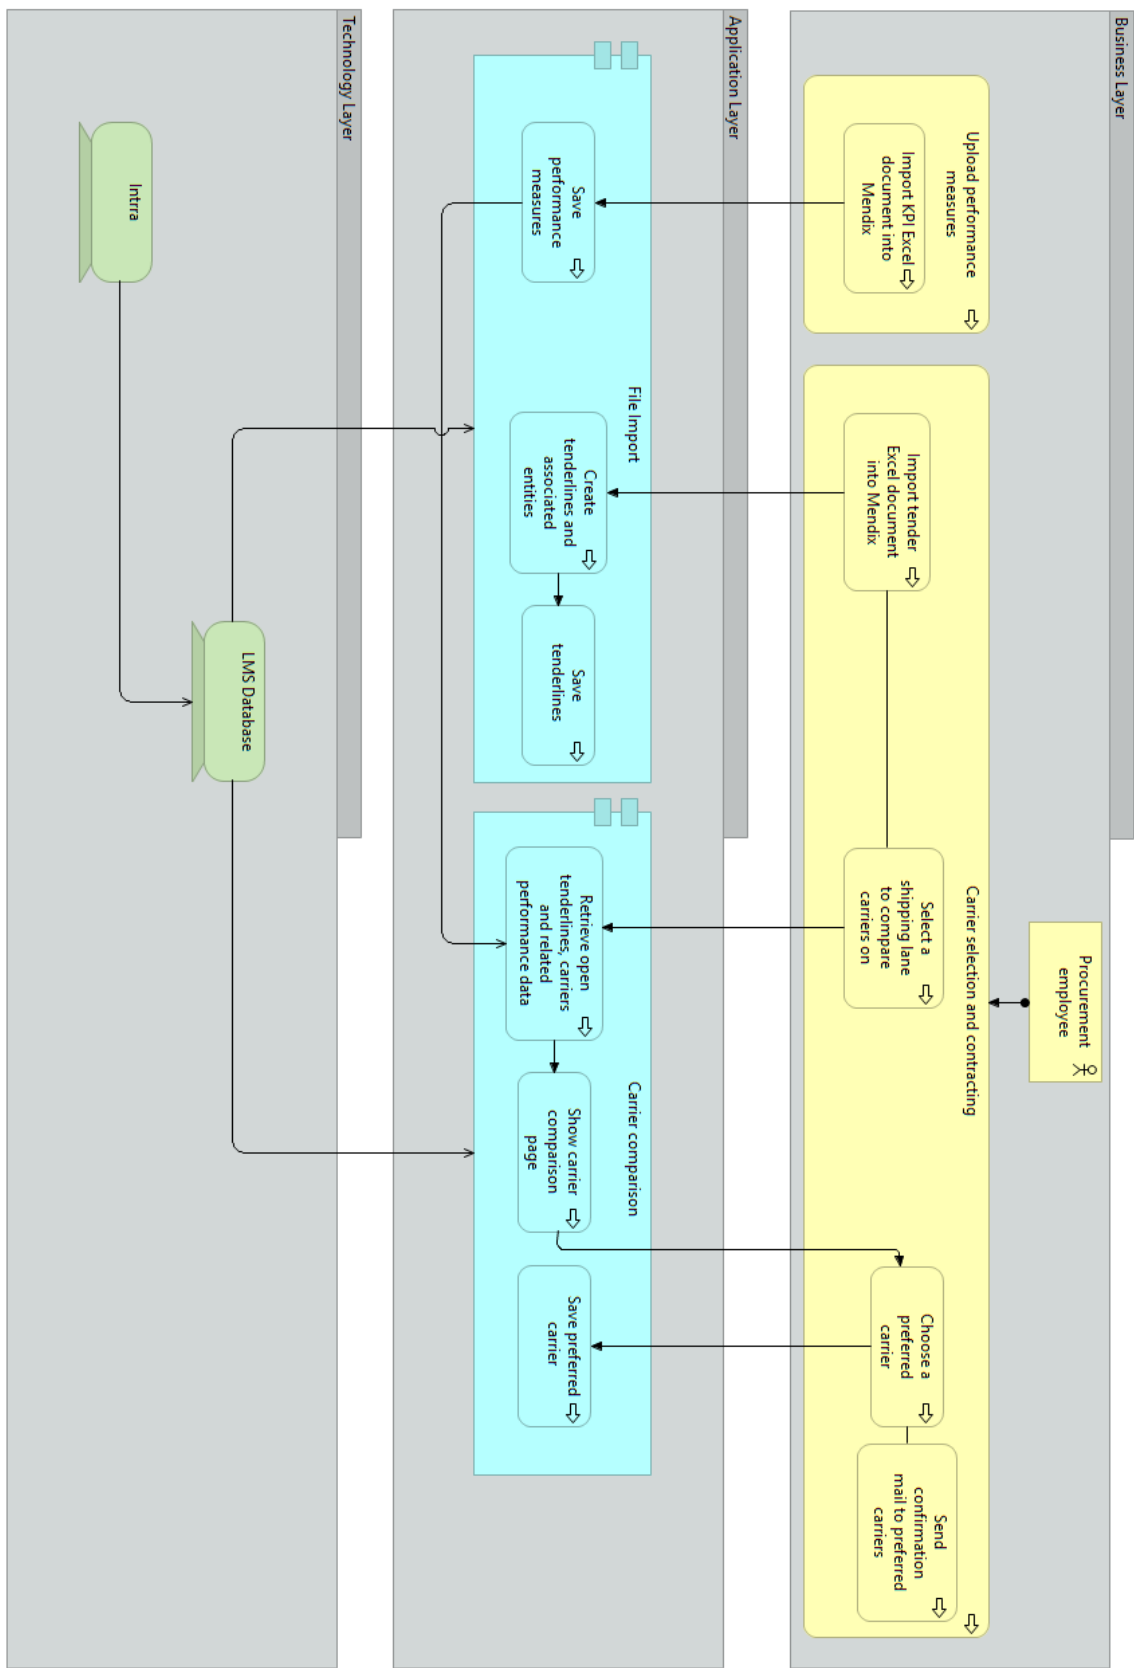 Business Layer
Procurement
employee
Upload performance
measures
Import KPI Excel
document into
Mendix
Carrier selection and contracting
Import tender
Excel document
into Mendix
Select a
shipping lane
to compare
carriers on
Choose a
preferred
carrier
Send
confirmation
mail to preferred
carriers
Application Layer
File Import
Save
performance
measures
Create
tenderlines and
associated
entities
Save
tenderlines
Carrier comparison
Retrieve open
tenderlines, carriers
and related
performance data
Show carrier
comparison
page
Save preferred
carrier
Technology Layer
Intrra
LMS Database